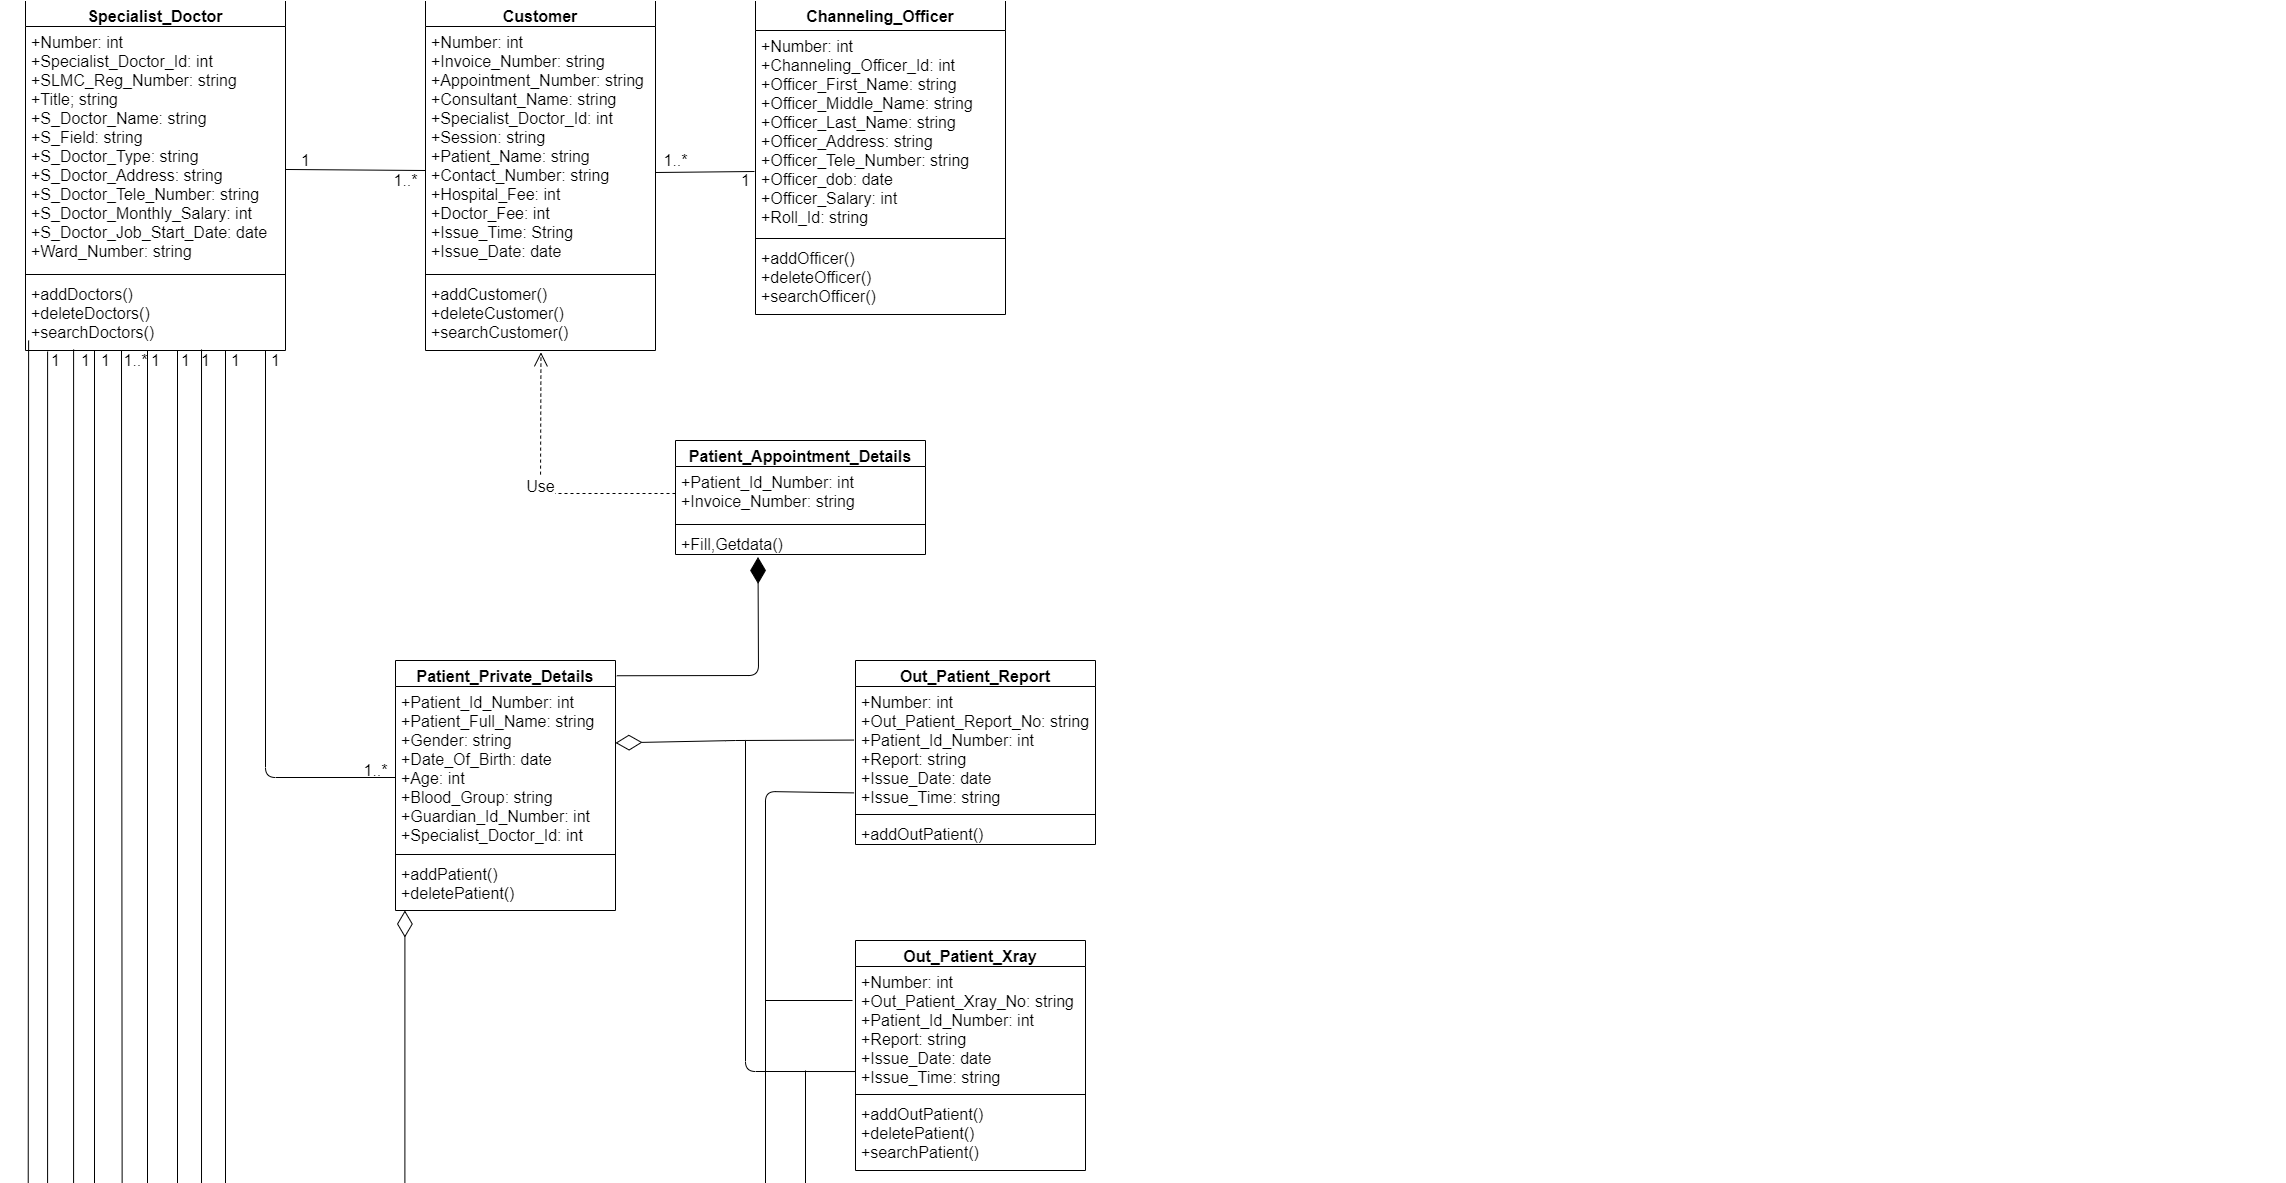 Specialist_Doctor
+Number: int
+Specialist_Doctor_Id: int
+SLMC_Reg_Number: string
+Title; string
+S_Doctor_Name: string
+S_Field: string
+S_Doctor_Type: string
+S_Doctor_Address: string
+S_Doctor_Tele_Number: string
+S_Doctor_Monthly_Salary: int
+S_Doctor_Job_Start_Date: date
+Ward_Number: string
+addDoctors()
+deleteDoctors()
+searchDoctors()
1
1..*
Customer
+Number: int
+Invoice_Number: string
+Appointment_Number: string
+Consultant_Name: string
+Specialist_Doctor_Id: int
+Session: string
+Patient_Name: string
+Contact_Number: string
+Hospital_Fee: int
+Doctor_Fee: int
+Issue_Time: String
+Issue_Date: date
+addCustomer()
+deleteCustomer()
+searchCustomer()
1..*
1
Channeling_Officer
+Number: int
+Channeling_Officer_Id: int
+Officer_First_Name: string
+Officer_Middle_Name: string
+Officer_Last_Name: string
+Officer_Address: string
+Officer_Tele_Number: string
+Officer_dob: date
+Officer_Salary: int
+Roll_Id: string
+addOfficer()
+deleteOfficer()
+searchOfficer()
1 1 1 1..* 1 1 1 1 1
Use
Patient_Appointment_Details
+Patient_Id_Number: int
+Invoice_Number: string
+Fill,Getdata()
1..*
Patient_Private_Details
+Patient_Id_Number: int
+Patient_Full_Name: string
+Gender: string
+Date_Of_Birth: date
+Age: int
+Blood_Group: string
+Guardian_Id_Number: int
+Specialist_Doctor_Id: int
+addPatient()
+deletePatient()
Out_Patient_Report
+Number: int
+Out_Patient_Report_No: string
+Patient_Id_Number: int
+Report: string
+Issue_Date: date
+Issue_Time: string
+addOutPatient()
Out_Patient_Xray
+Number: int
+Out_Patient_Xray_No: string
+Patient_Id_Number: int
+Report: string
+Issue_Date: date
+Issue_Time: string
+addOutPatient()
+deletePatient()
+searchPatient()